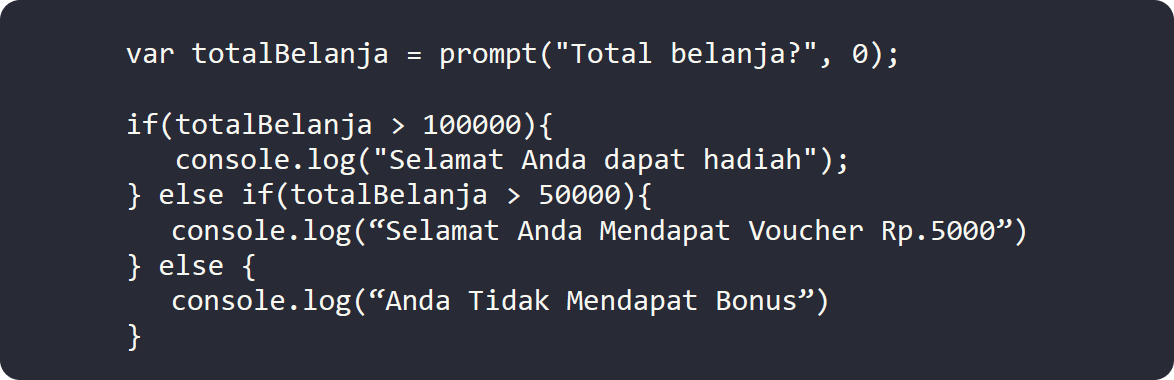 var totalBelanja = prompt("Total belanja?", 0);
if(totalBelanja > 100000){
console.log("Selamat Anda dapat hadiah");
} else if(totalBelanja > 50000){
console.log(“Selamat Anda Mendapat Voucher Rp.5000”)
} else {
console.log(“Anda Tidak Mendapat Bonus”)
}